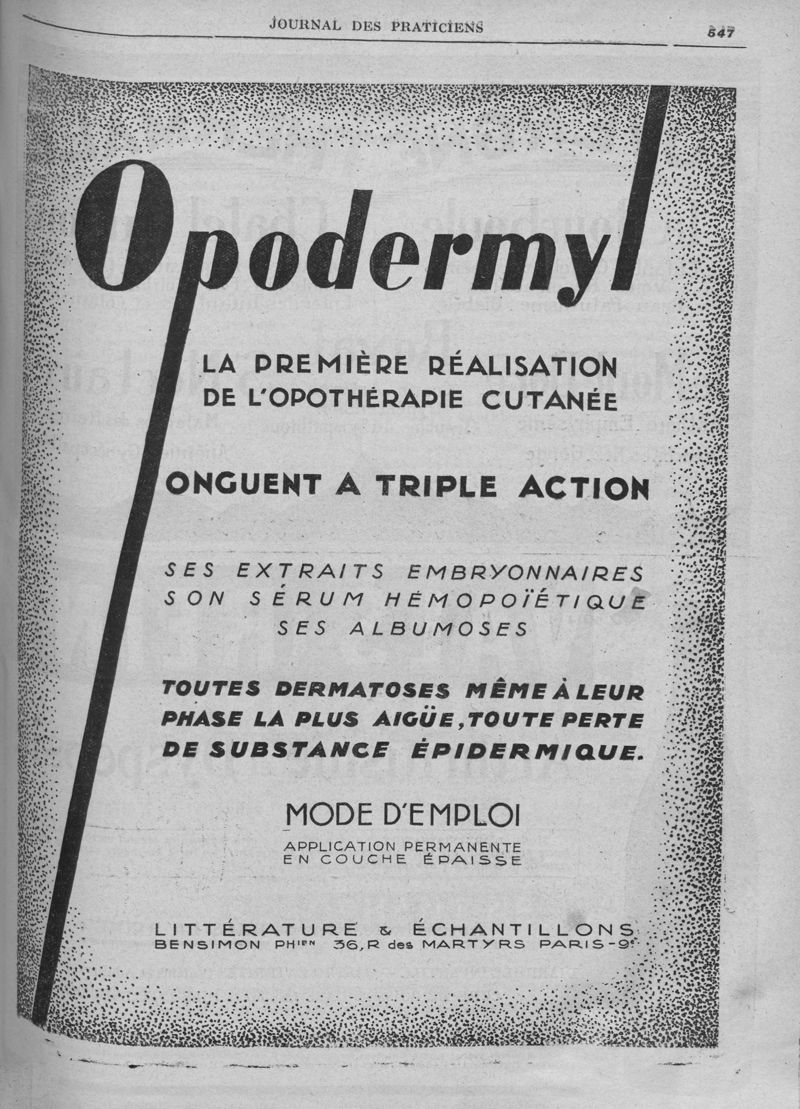 JOURNAL DES PRATICIENS
547
Opodermyl
LA PREMIÈRE RÉALISATION
DE L'OPOTHÉRAPIE CUTANÉE
ONGUENT A TRIPLE ACTION
SES EXTRAITS EMBRYONNAIRES
SON SÉRUM HÉMOPOÏÉTIQUE
SES ALBUMOSES
TOUTES DERMATOSES MÊME À LEUR
PHASE LA PLUS AIGÜE, TOUTE PERTE
DE SUBSTANCE ÉPIDERMIQUE.
MODE D'EMPLOI
APPLICATION PERMANENTE
EN COUCHE ÉPAISSE
LITTÉRATURE & ÉCHANTILLONS
BENSIMON PHIEN 36, R des MARTYRS PARIS-9e